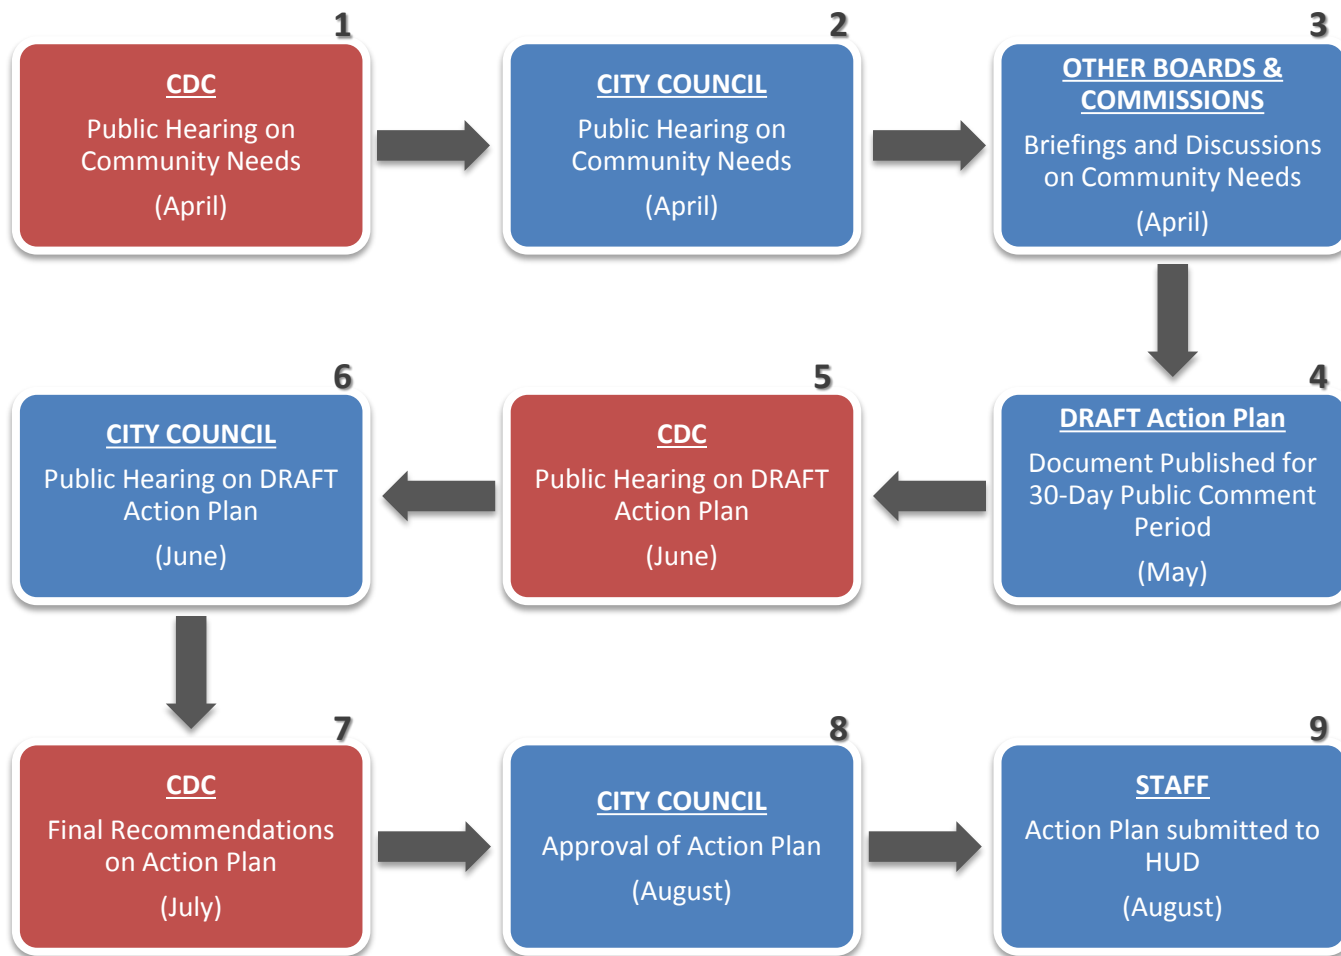 1
CDC
Public Hearing on
Community Needs
(April)
2
CITY COUNCIL
Public Hearing on
Community Needs
(April)
3
OTHER BOARDS &
COMMISSIONS
Briefings and Discussions
on Community Needs
(April)
4
DRAFT Action Plan
Document Published for
30-Day Public Comment
Period
(May)
5
CDC
Public Hearing on DRAFT
Action Plan
(June)
6
CITY COUNCIL
Public Hearing on DRAFT
Action Plan
(June)
7
CDC
Final Recommendations
on Action Plan
(July)
8
CITY COUNCIL
Approval of Action Plan
(August)
9
STAFF
Action Plan submitted to
HUD
(August)